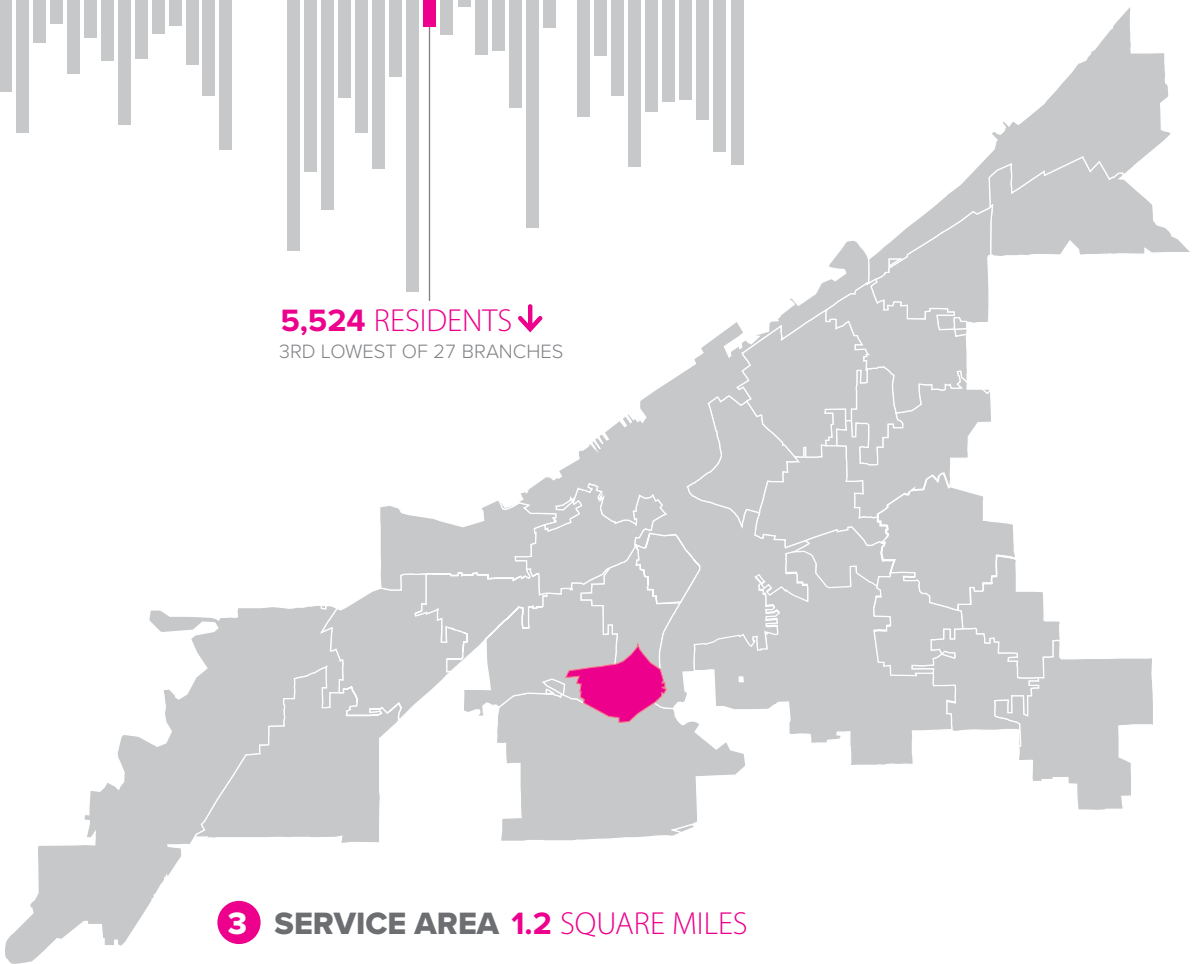 5,524 RESIDENTS ↓
3RD LOWEST OF 27 BRANCHES
3 SERVICE AREA 1.2 SQUARE MILES